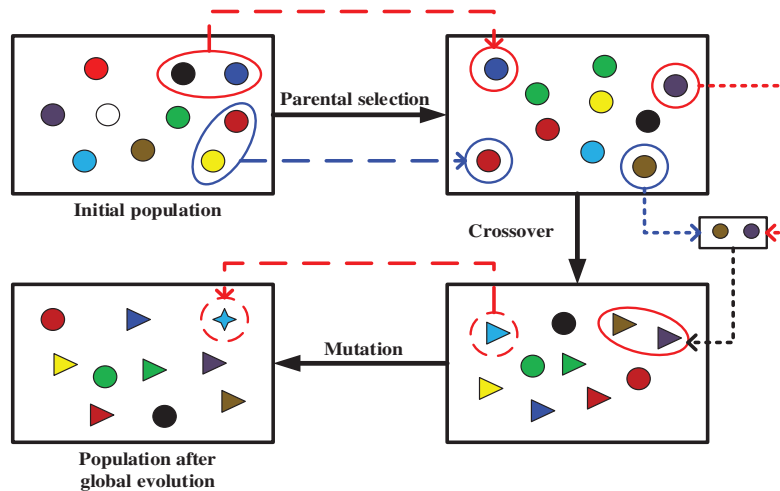 Parental selection
Initial population
Crossover
Mutation
Population after
global evolution